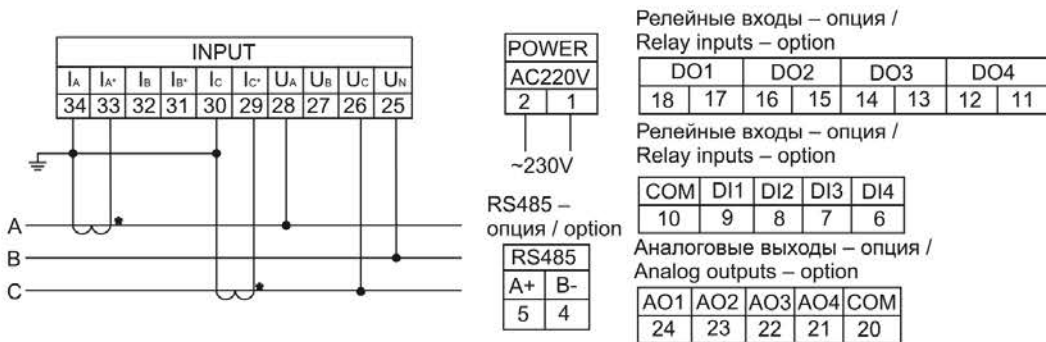 INPUT
IA IA* IB IB* IC IC* UA UB UC UN
34 33 32 31 30 29 28 27 26 25
A
*
B
C
*
POWER
AC220V
2 1
~230V
RS485 –
опция / option
RS485
A+ B-
5 4
Релейные входы – опция /
Relay inputs – option
DO1 DO2 DO3 DO4
18 17 16 15 14 13 12 11
Релейные входы – опция /
Relay inputs – option
COM DI1 DI2 DI3 DI4
10 9 8 7 6
Аналоговые выходы – опция /
Analog outputs – option
AO1 AO2 AO3 AO4 COM
24 23 22 21 20